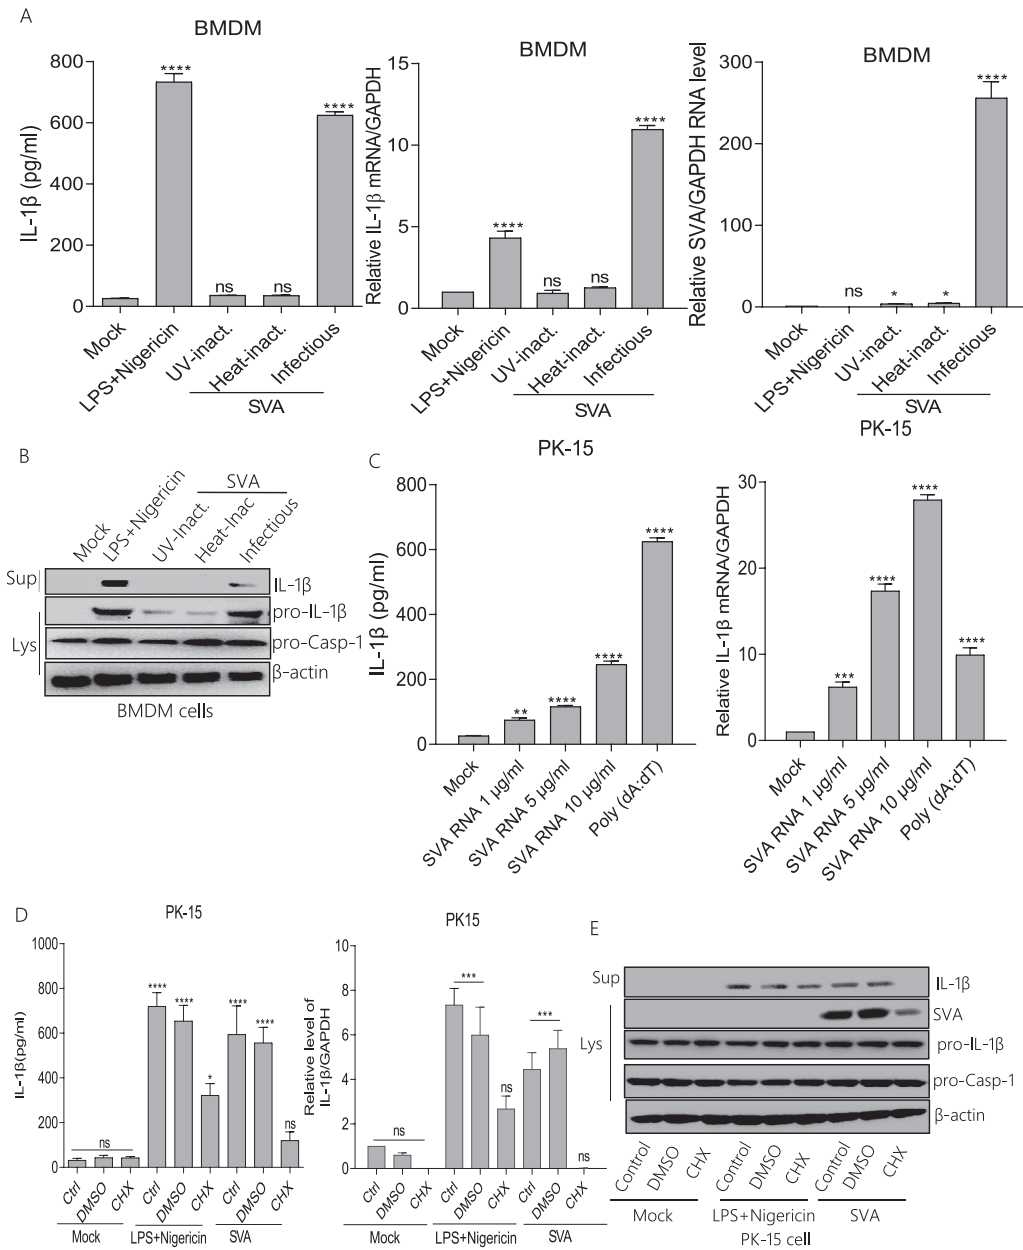 A
BMDM
IL-1β (pg/ml)
800
600
400
200
0
**** ns ns ****
Mock
LPS+Nigericin
UV-inact.
Heat-inact.
Infectious
SVA
BMDM
Relative IL-1β mRNA/GAPDH
15
10
5
0
**** ns ns ****
Mock
LPS+Nigericin
UV-inact.
Heat-inact.
Infectious
SVA
BMDM
Relative SVA/GAPDH RNA level
300
200
100
0
ns * * ****
Mock
LPS+Nigericin
UV-inact.
Heat-inact.
Infectious
SVA
B
SVA
Mock
LPS+Nigericin
UV-Inact.
Heat-Inac
Infectious
Sup
IL-1β
pro-IL-1β
Lys
pro-Casp-1
β-actin
BMDM cells
C
PK-15
IL-1β (pg/ml)
800
600
400
200
0
** **** **** ****
Mock
SVA RNA 1 μg/ml
SVA RNA 5 μg/ml
SVA RNA 10 μg/ml
Poly (dA:dT)
PK-15
Relative IL-1β mRNA/GAPDH
30
20
10
0
*** **** **** ****
Mock
SVA RNA 1 μg/ml
SVA RNA 5 μg/ml
SVA RNA 10 μg/ml
Poly (dA:dT)
D
PK-15
IL-1β(pg/ml)
1000
800
600
400
200
0
ns **** **** * **** **** ns
Ctrl DMSO CHX Ctrl DMSO CHX Ctrl DMSO CHX
Mock LPS+Nigericin SVA
PK15
Relative level of
IL-1β/GAPDH
10
8
6
4
2
0
ns *** ns *** ns
Ctrl DMSO CHX Ctrl DMSO CHX Ctrl DMSO CHX
Mock LPS+Nigericin SVA
E
Sup
IL-1β
SVA
Lys
pro-IL-1β
pro-Casp-1
β-actin
Control DMSO CHX Control DMSO CHX Control DMSO CHX
Mock LPS+Nigericin SVA
PK-15 cell